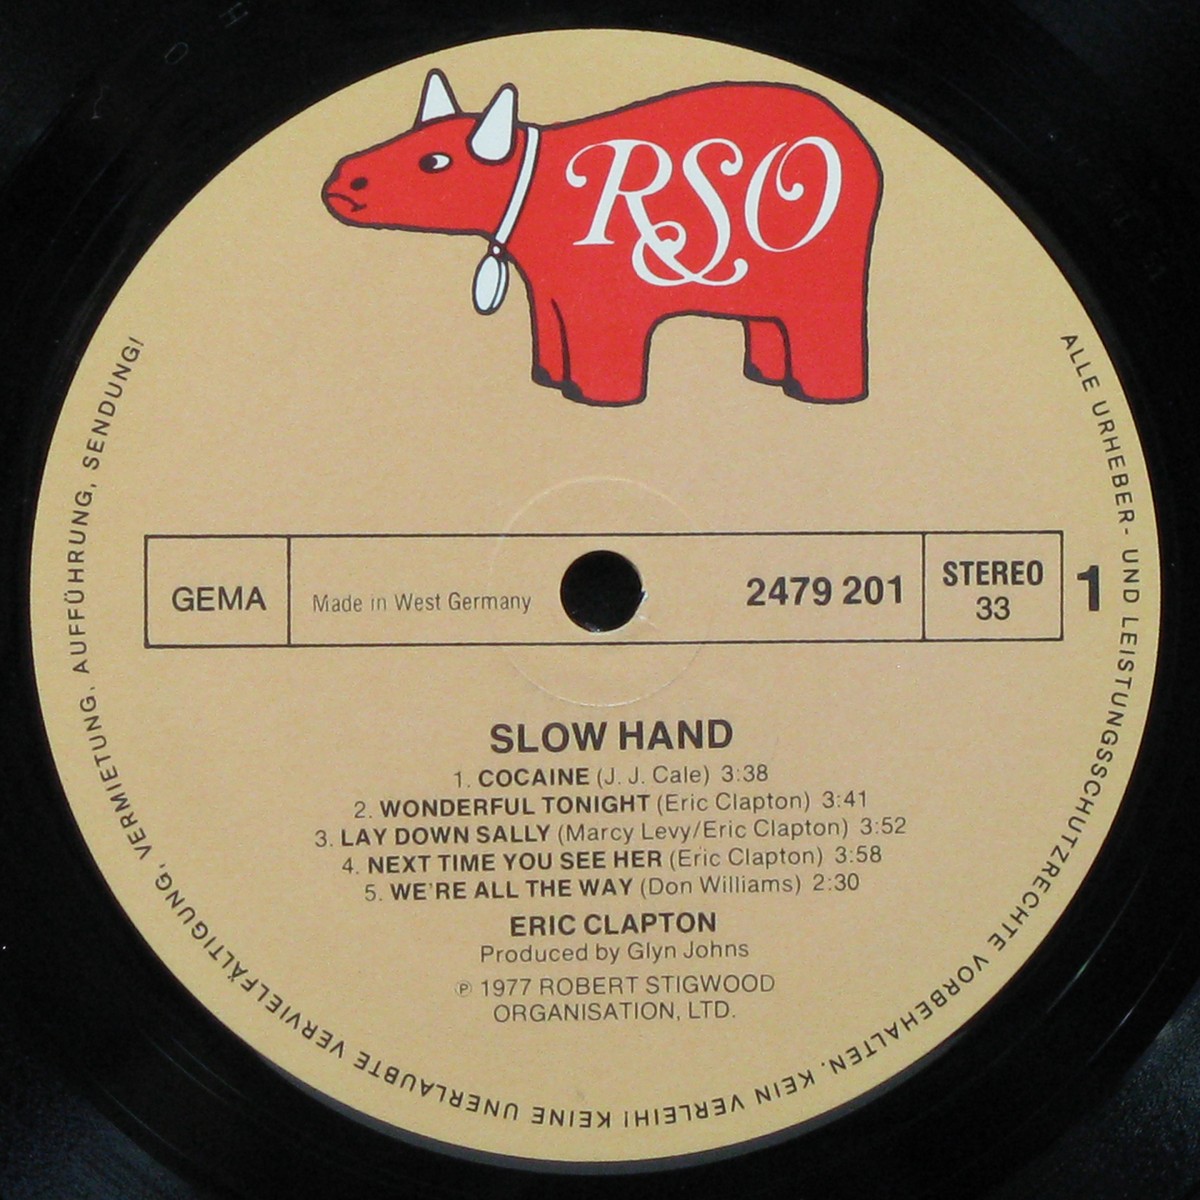 RSO
GEMA
Made in West Germany
2479 201
STEREO
33
1
SLOW HAND
1. COCAINE (J. J. Cale) 3:38
2. WONDERFUL TONIGHT (Eric Clapton) 3:41
3. LAY DOWN SALLY (Marcy Levy/Eric Clapton) 3:52
4. NEXT TIME YOU SEE HER (Eric Clapton) 3:58
5. WE'RE ALL THE WAY (Don Williams) 2:30
ERIC CLAPTON
Produced by Glyn Johns
℗ 1977 ROBERT STIGWOOD
ORGANISATION, LTD.
ALLE URHEBER- UND LEISTUNGSSCHUTZRECHTE VORBEHALTEN. KEIN VERLEIH! KEINE UNERLAUBTE VERVIELFÄLTIGUNG, VERMIETUNG, AUFFÜHRUNG, SENDUNG!